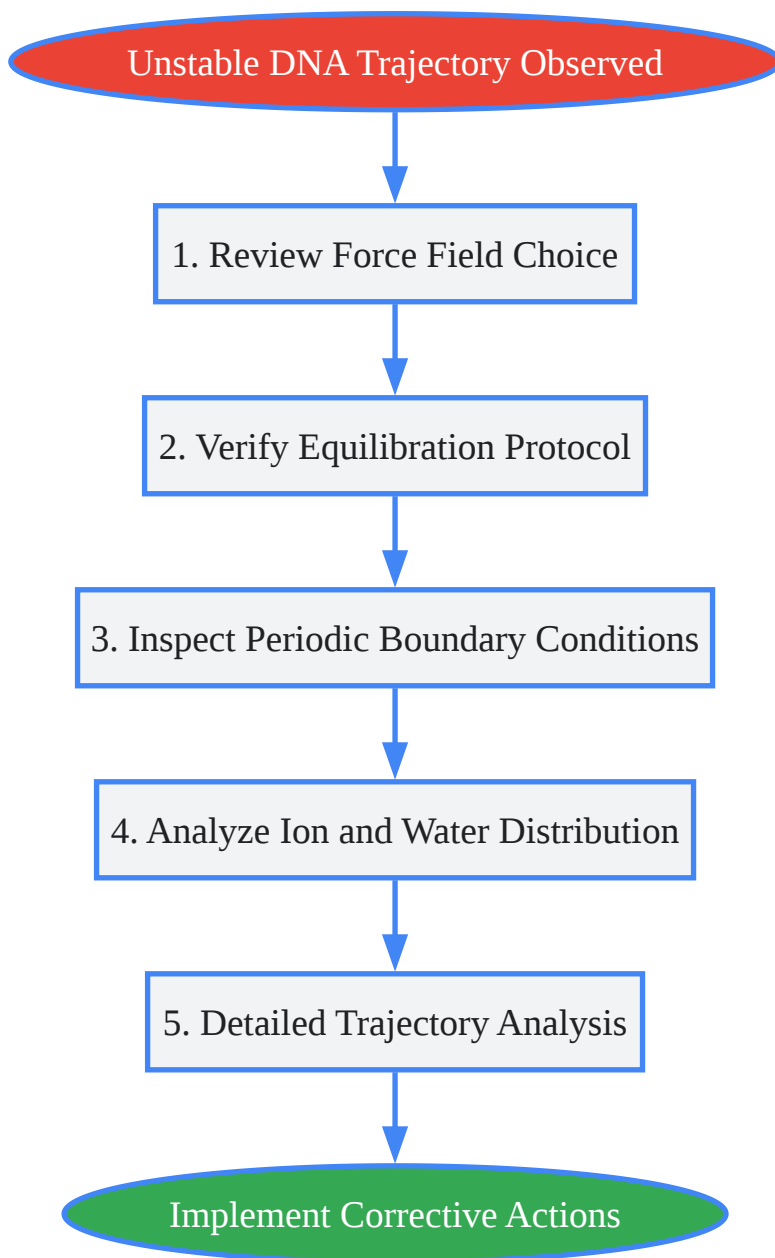 Unstable DNA Trajectory Observed
1. Review Force Field Choice
2. Verify Equilibration Protocol
3. Inspect Periodic Boundary Conditions
4. Analyze Ion and Water Distribution
5. Detailed Trajectory Analysis
Implement Corrective Actions